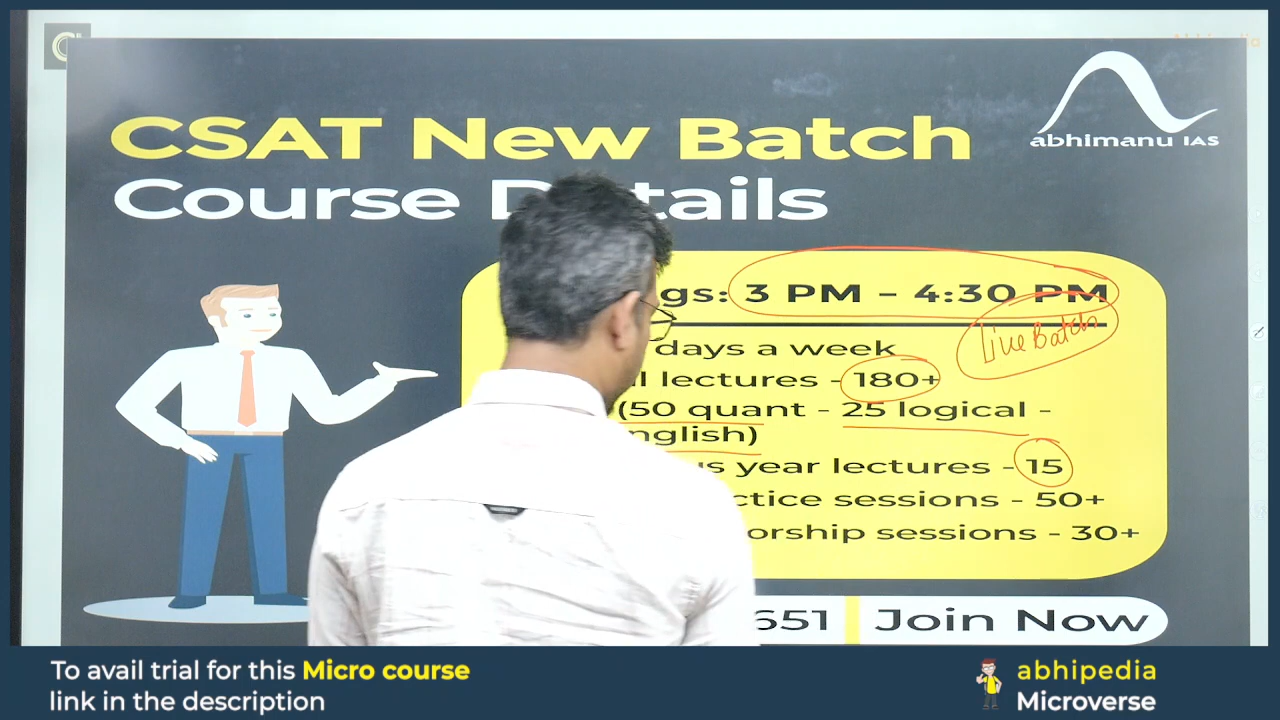 abhimanu IAS
CSAT New Batch
Course D tails
gs: 3 PM – 4:30 PM
Live Batch
days a week
l lectures - 180+
(50 quant - 25 logical -
nglish)
s year lectures - 15
ctice sessions - 50+
orship sessions - 30+
651 Join Now
To avail trial for this Micro course
link in the description
abhipedia
Microverse